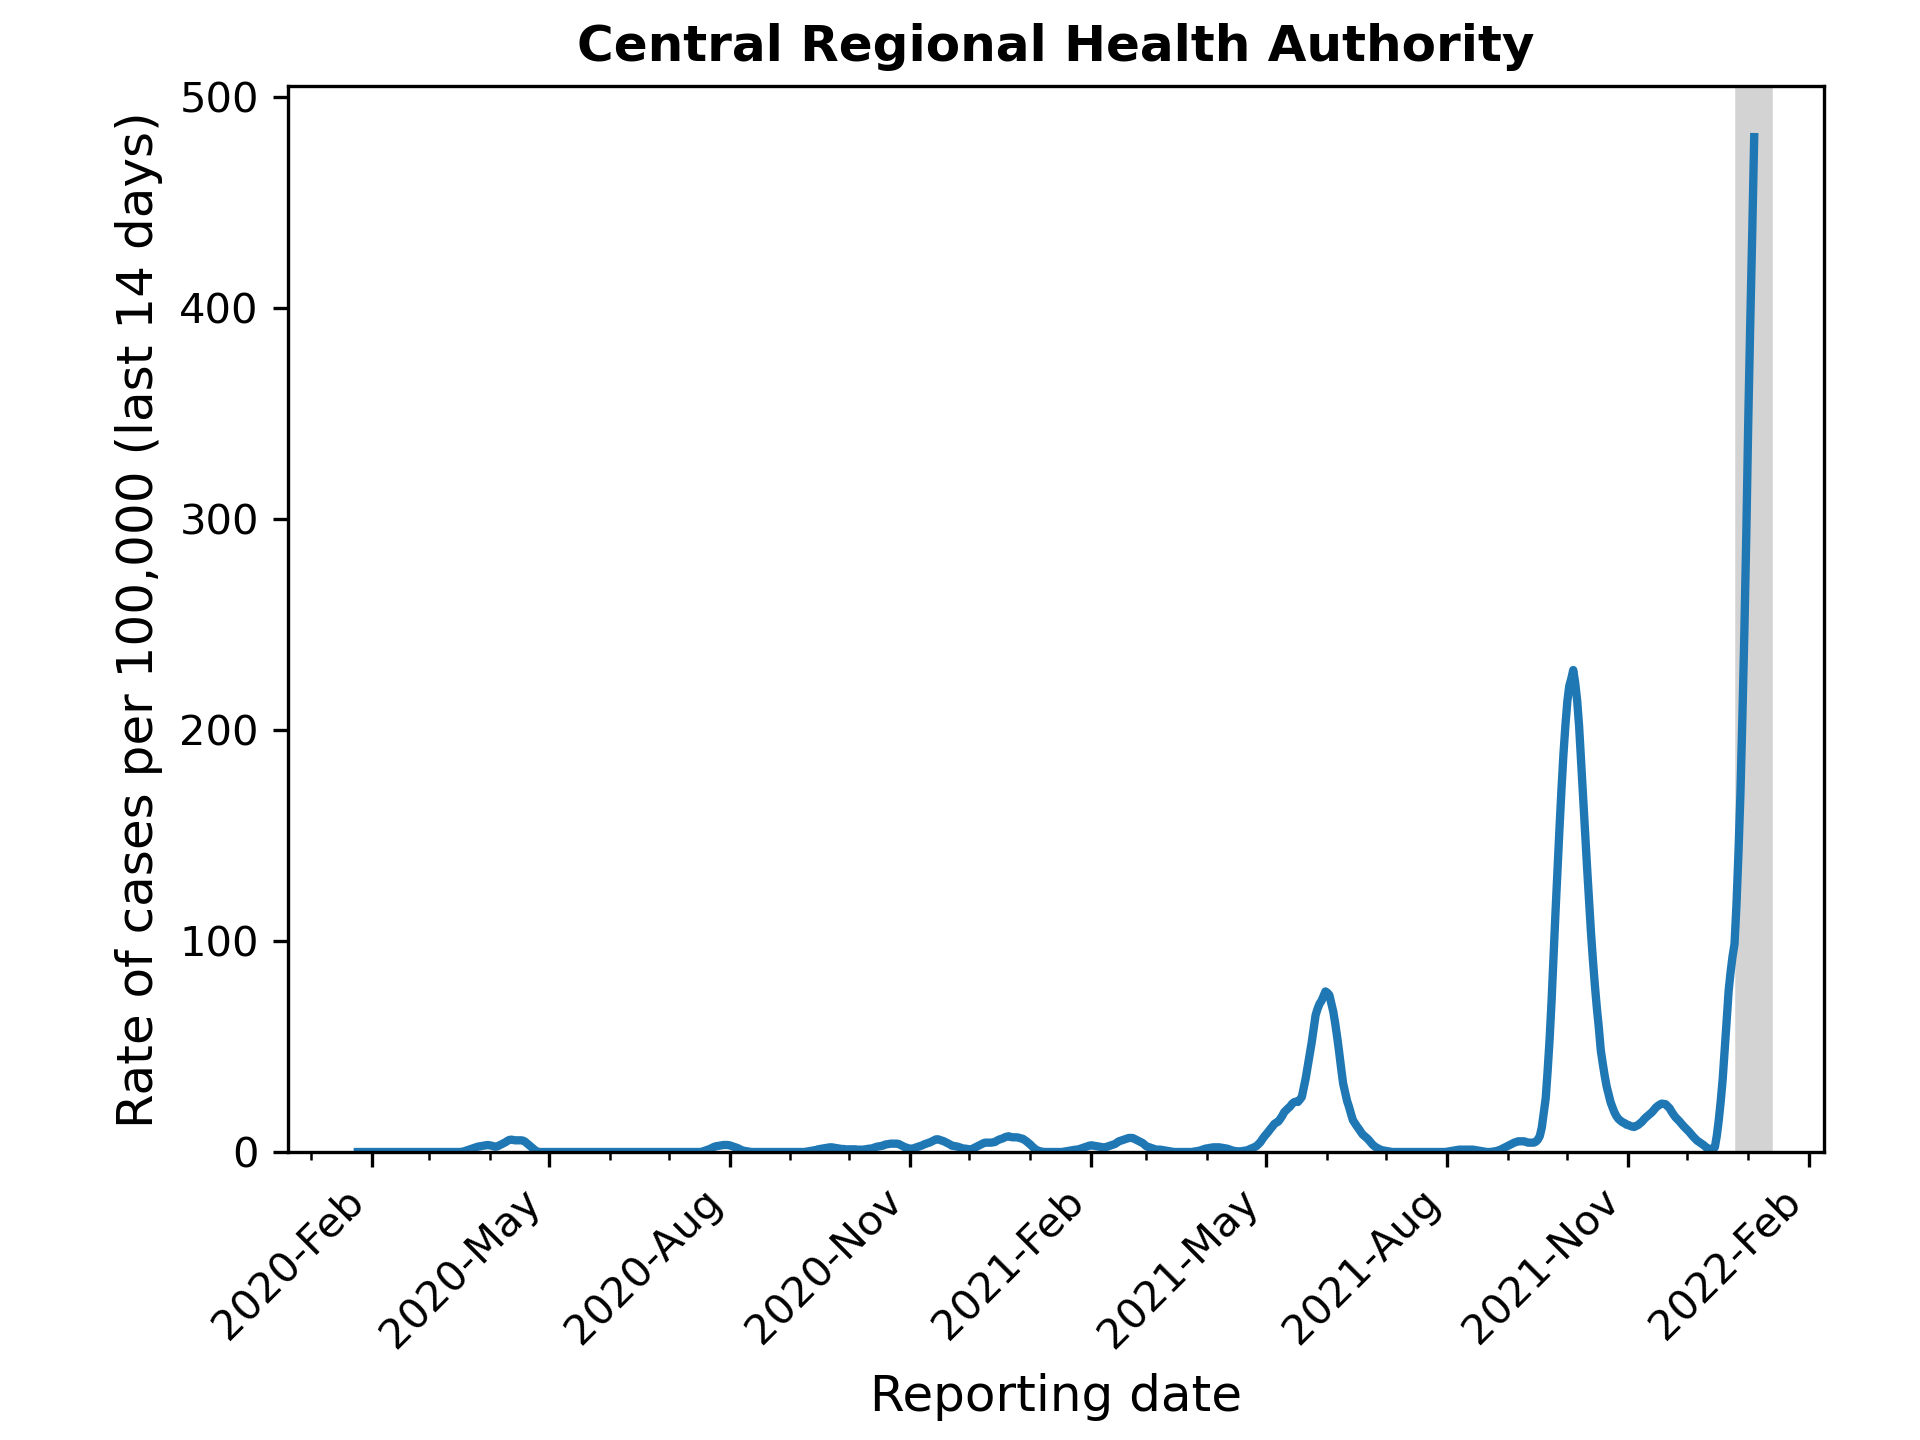 Central Regional Health Authority
Rate of cases per 100,000 (last 14 days)
500
400
300
200
100
0
2020-Feb
2020-May
2020-Aug
2020-Nov
2021-Feb
2021-May
2021-Aug
2021-Nov
2022-Feb
Reporting date